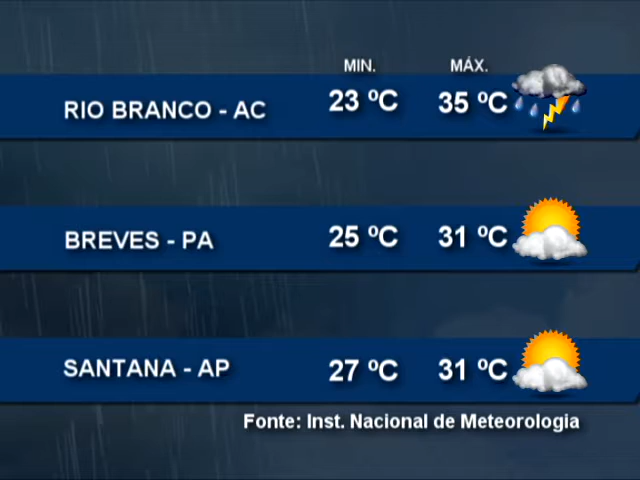 MIN. MÁX.
RIO BRANCO - AC 23 ºC 35 ºC
BREVES - PA 25 ºC 31 ºC
SANTANA - AP 27 ºC 31 ºC
Fonte: Inst. Nacional de Meteorologia